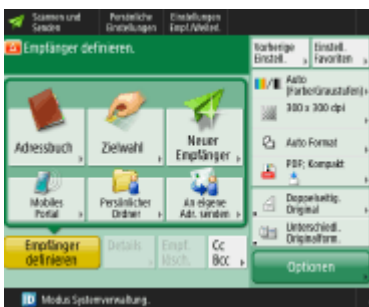 Scannen und
Senden
Persönliche
Einstellungen
Einstellungen
Empf./Weiterl.
Empfänger definieren.
Vorherige
Einstell.
Einstell.
Favoriten
Auto
(Farbe/Graustufen)
300 x 300 dpi
Adressbuch
Zielwahl
Neuer
Empfänger
Auto Format
PDF; Kompakt
Mobiles
Portal
Persönlicher
Ordner
An eigene
Adr. senden
Doppelseitig.
Original
Unterschiedl.
Originalform.
Empfänger
definieren
Details
Empf.
lösch.
Cc
Bcc
Optionen
ID Modus Systemverwaltung.